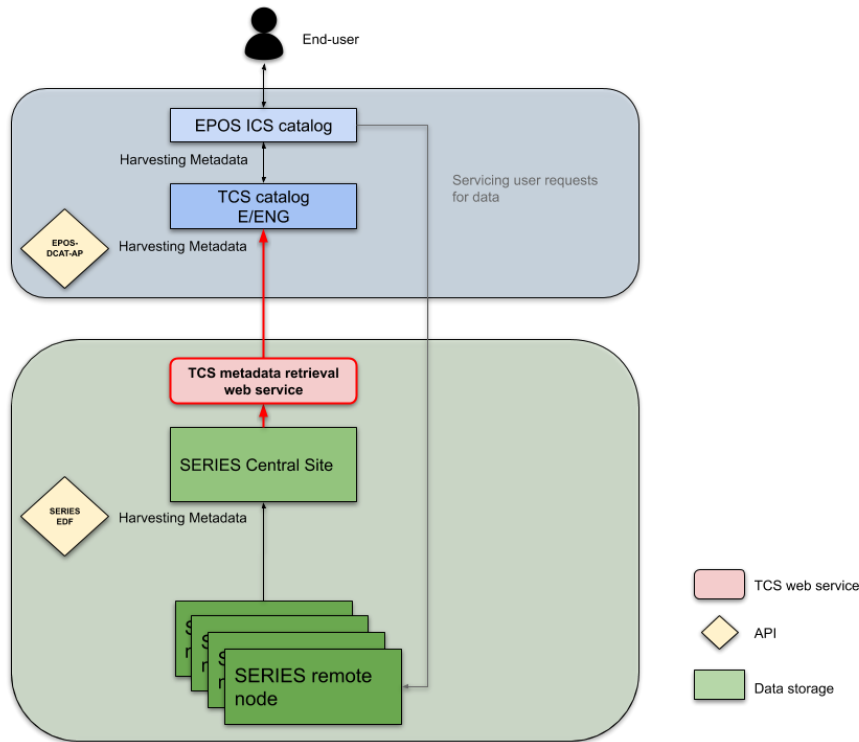 End-user
EPOS ICS catalog
Harvesting Metadata
Servicing user requests
for data
TCS catalog
E/ENG
EPOS-
DCAT-AP
Harvesting Metadata
TCS metadata retrieval
web service
SERIES Central Site
SERIES
EDF
Harvesting Metadata
SERIES remote
node
TCS web service
API
Data storage